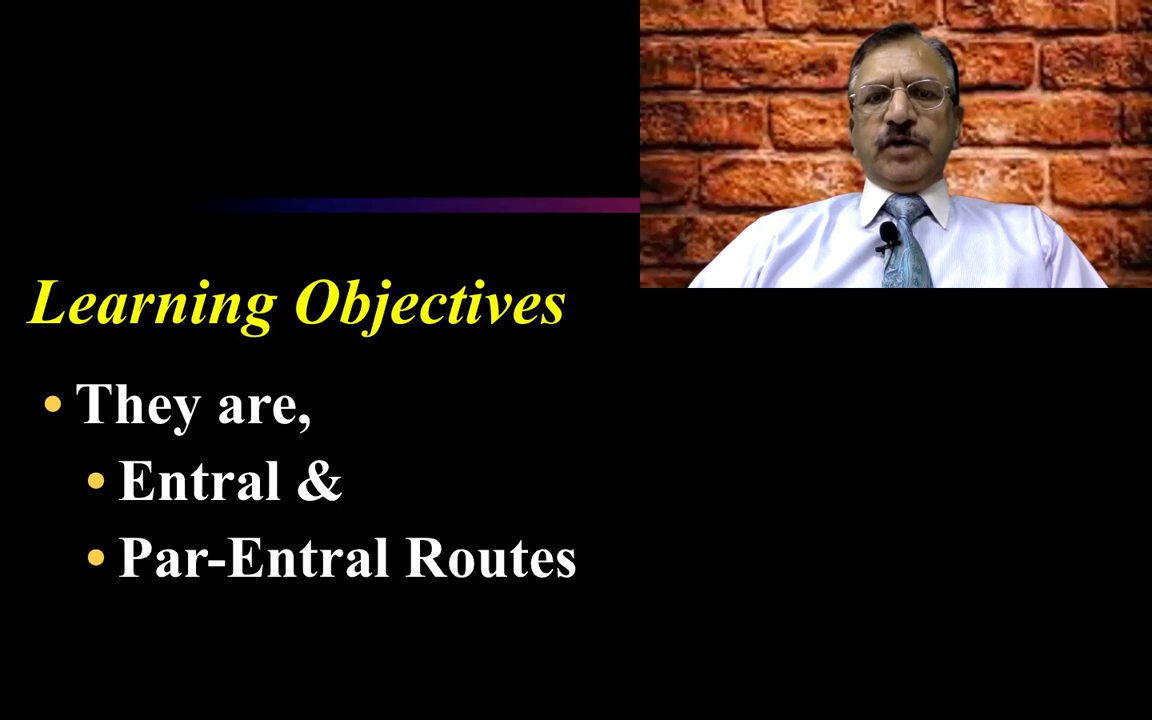 Learning Objectives
• They are,
• Entral &
• Par-Entral Routes